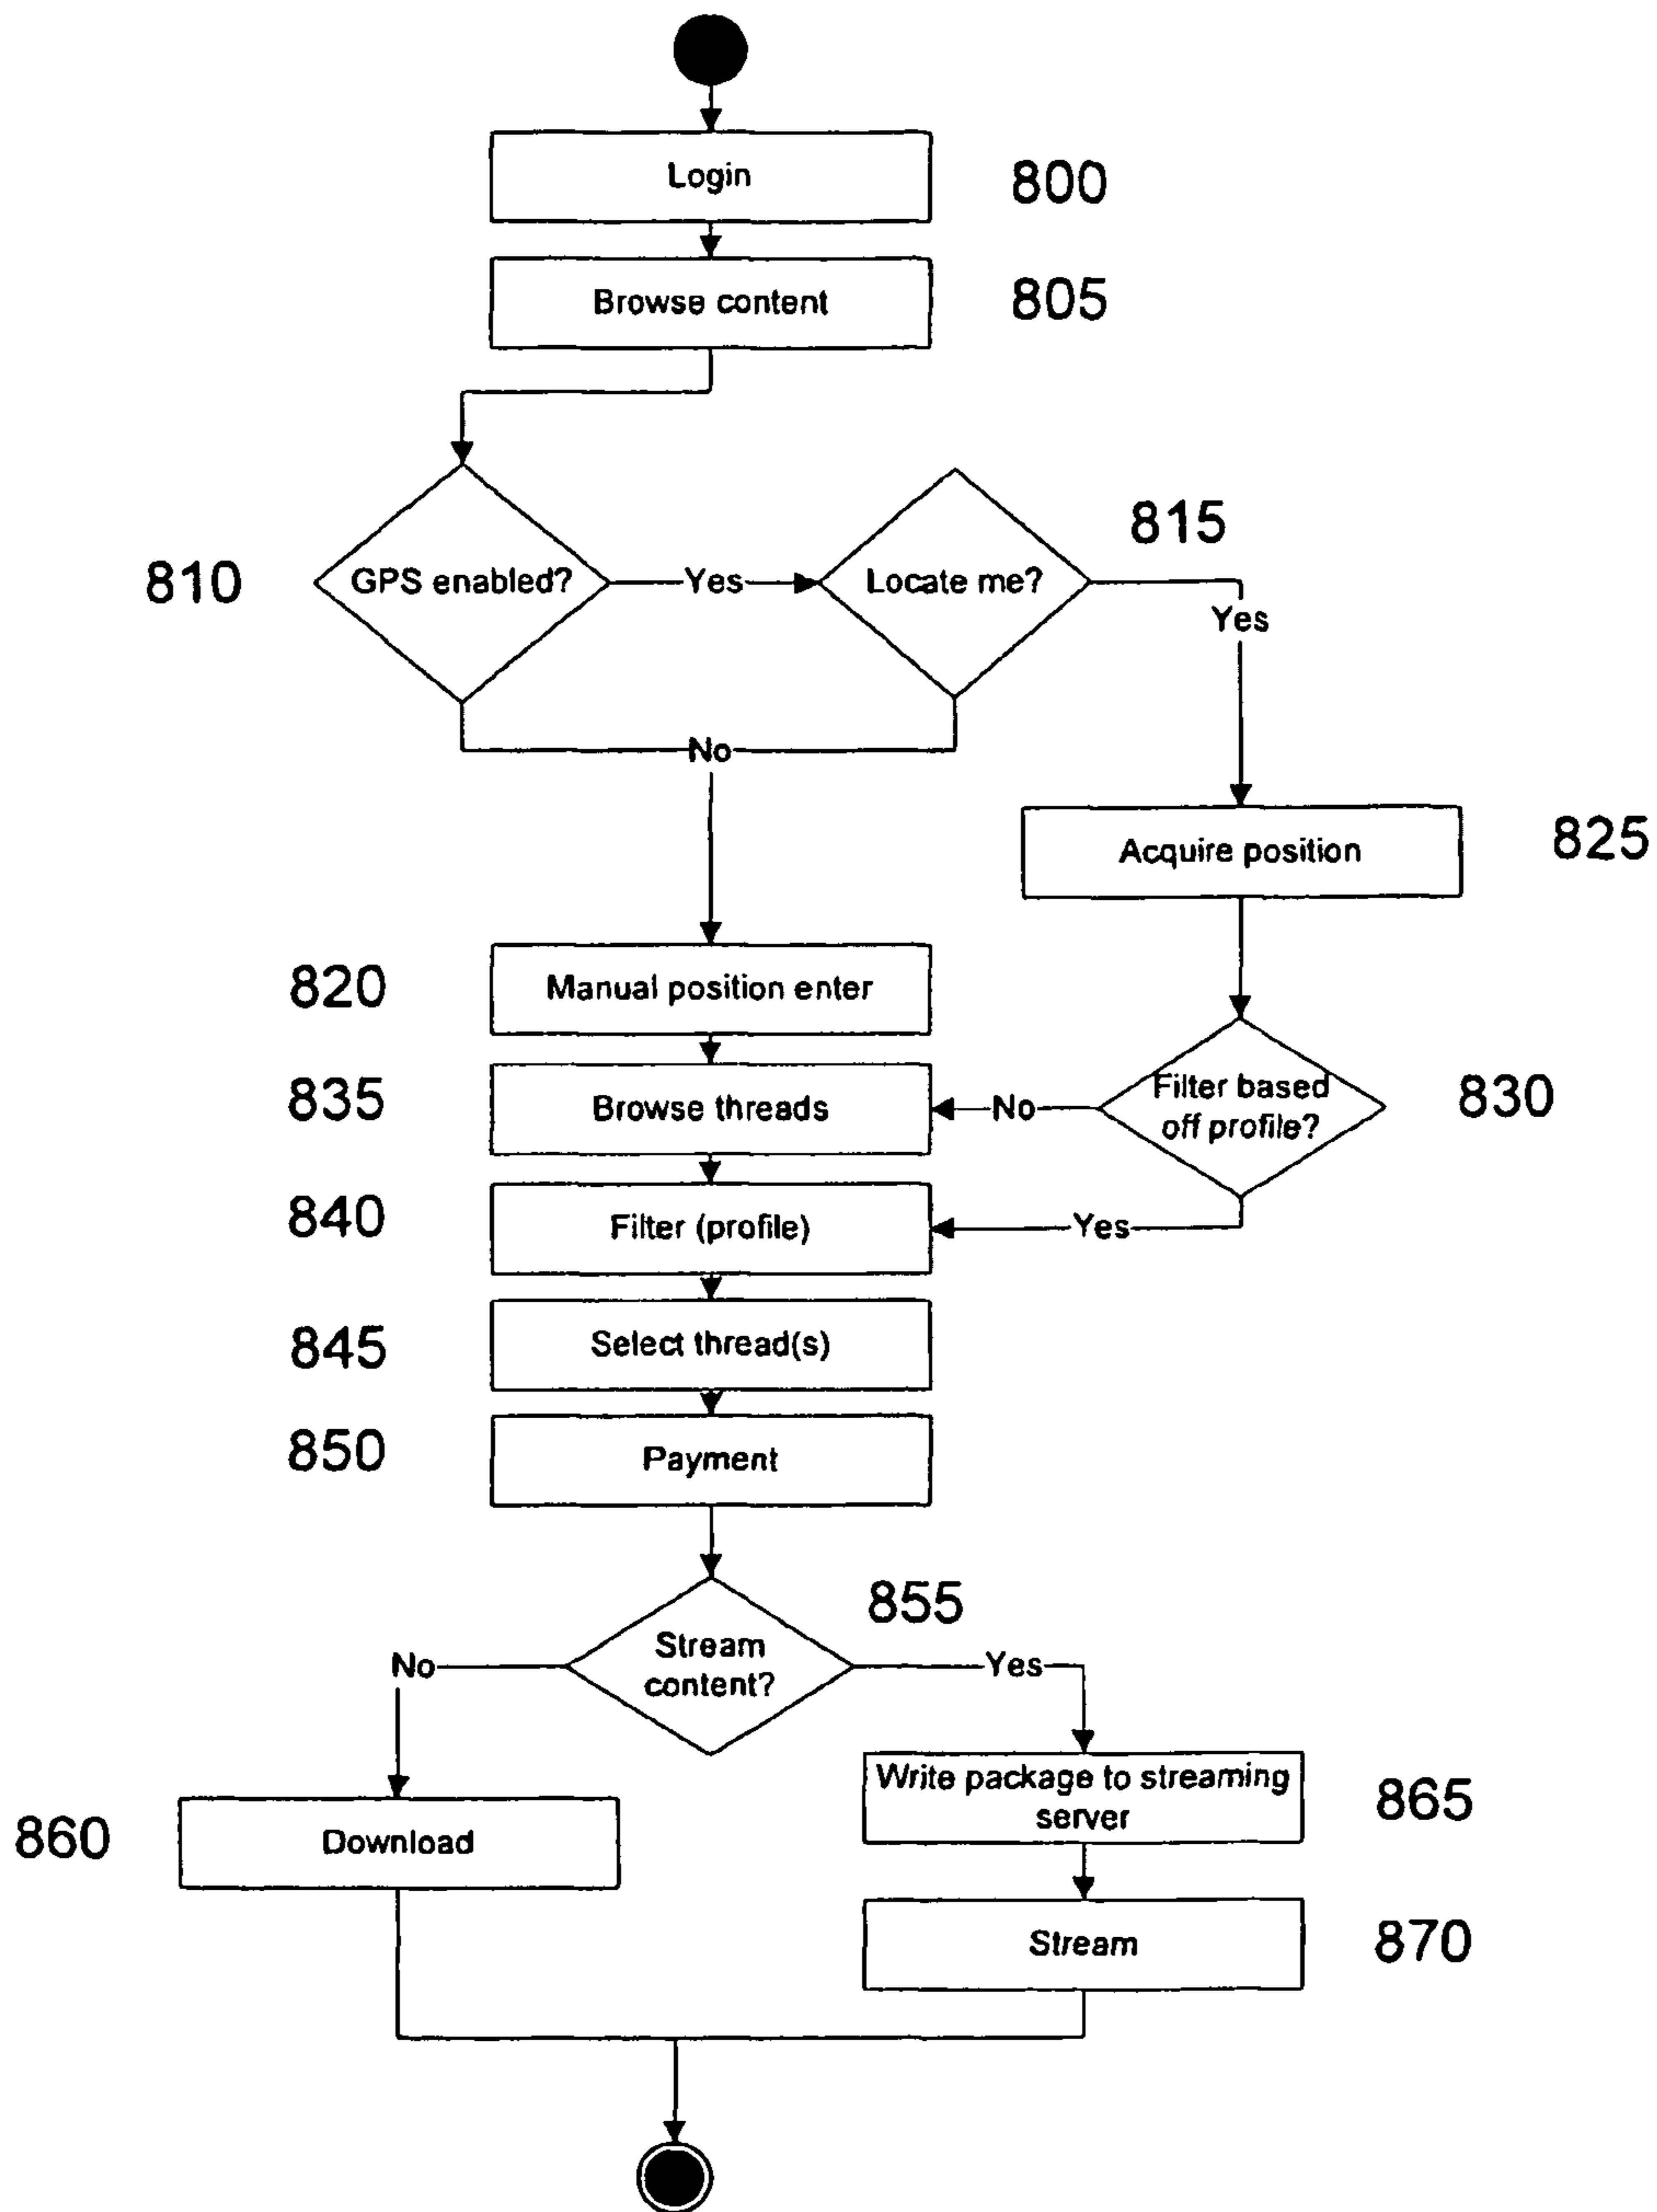 Login
800
Browse content
805
815
810
GPS enabled?
Yes
Locate me?
Yes
No
Acquire position
825
820
Manual position enter
835
Browse threads
No
Filter based
off profile?
830
840
Filter (profile)
Yes
845
Select thread(s)
850
Payment
855
No
Stream
content?
Yes
Write package to streaming
server
865
860
Download
Stream
870